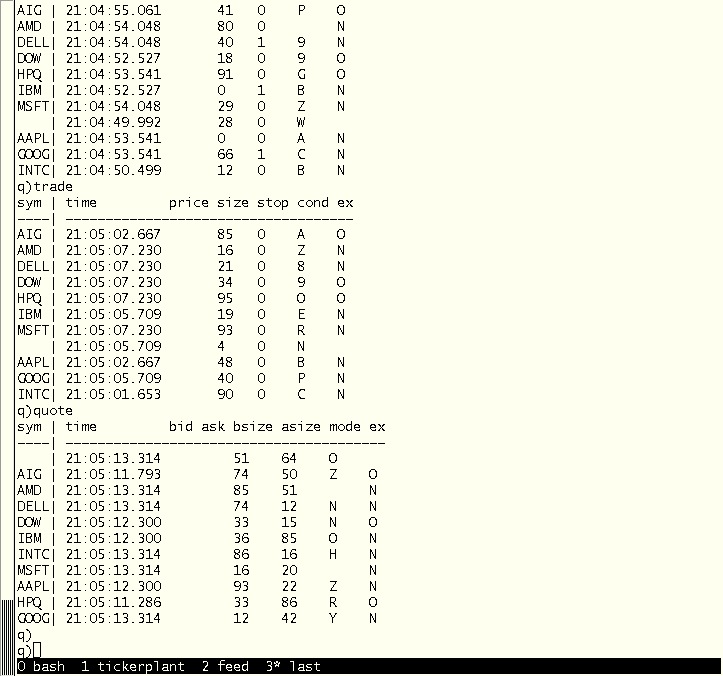 AIG | 21:04:55.061 41 0 P O
AMD | 21:04:54.048 80 0 N
DELL| 21:04:54.048 40 1 9 N
DOW | 21:04:52.527 18 0 9 O
HPQ | 21:04:53.541 91 0 G O
IBM | 21:04:52.527 0 1 B N
MSFT| 21:04:54.048 29 0 Z N
| 21:04:49.992 28 0 W
AAPL| 21:04:53.541 0 0 A N
GOOG| 21:04:53.541 66 1 C N
INTC| 21:04:50.499 12 0 B N
q)trade
sym | time price size stop cond ex
----| -----------------------------------
AIG | 21:05:02.667 85 0 A O
AMD | 21:05:07.230 16 0 Z N
DELL| 21:05:07.230 21 0 8 N
DOW | 21:05:07.230 34 0 9 O
HPQ | 21:05:07.230 95 0 O O
IBM | 21:05:05.709 19 0 E N
MSFT| 21:05:07.230 93 0 R N
| 21:05:05.709 4 0 N
AAPL| 21:05:02.667 48 0 B N
GOOG| 21:05:05.709 40 0 P N
INTC| 21:05:01.653 90 0 C N
q)quote
sym | time bid ask bsize asize mode ex
----| ---------------------------------------
| 21:05:13.314 51 64 O
AIG | 21:05:11.793 74 50 Z O
AMD | 21:05:13.314 85 51 N
DELL| 21:05:13.314 74 12 N N
DOW | 21:05:12.300 33 15 N O
IBM | 21:05:12.300 36 85 O N
INTC| 21:05:13.314 86 16 H N
MSFT| 21:05:13.314 16 20 N
AAPL| 21:05:12.300 93 22 Z N
HPQ | 21:05:11.286 33 86 R O
GOOG| 21:05:13.314 12 42 Y N
q)
q)
0 bash 1 tickerplant 2 feed 3* last